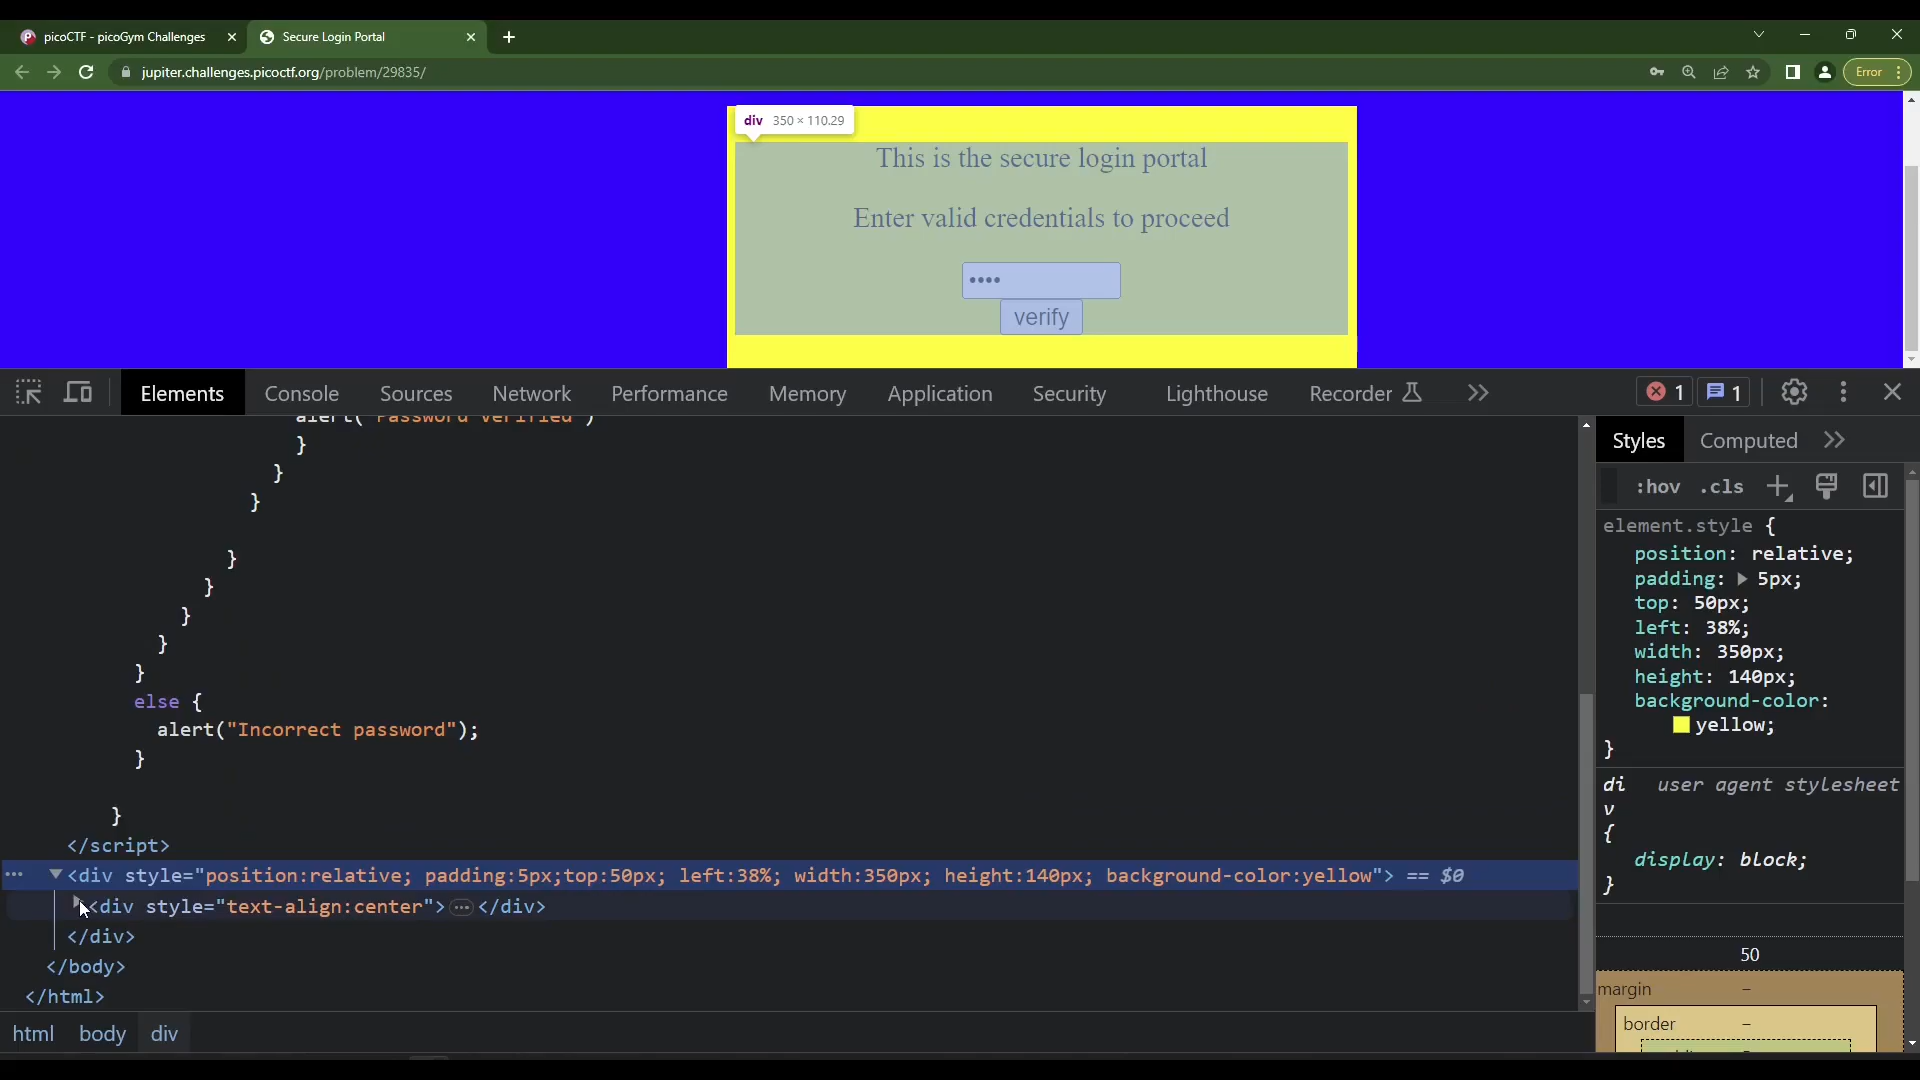 picoCTF - picoGym Challenges
Secure Login Portal
jupiter.challenges.picoctf.org/problem/29835/
Error
div 350 × 110.29
This is the secure login portal
Enter valid credentials to proceed
••••
verify
Elements Console Sources Network Performance Memory Application Security Lighthouse Recorder
1 1
alert("Password Verified")
}
}
}
}
}
}
}
}
else {
alert("Incorrect password");
}
}
</script>
<div style="position:relative; padding:5px;top:50px; left:38%; width:350px; height:140px; background-color:yellow"> == $0
<div style="text-align:center"> ⋯ </div>
</div>
</body>
</html>
html body div
Styles Computed
:hov .cls
element.style {
position: relative;
padding: 5px;
top: 50px;
left: 38%;
width: 350px;
height: 140px;
background-color:
yellow;
}
di user agent stylesheet
v
{
display: block;
}
50
margin –
border –